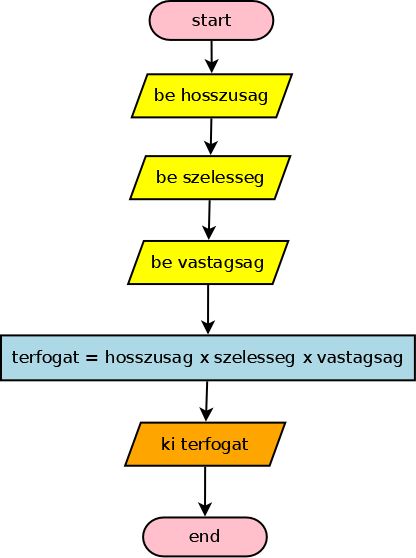 start
be hosszusag
be szelesseg
be vastagsag
terfogat = hosszusag x szelesseg x vastagsag
ki terfogat
end